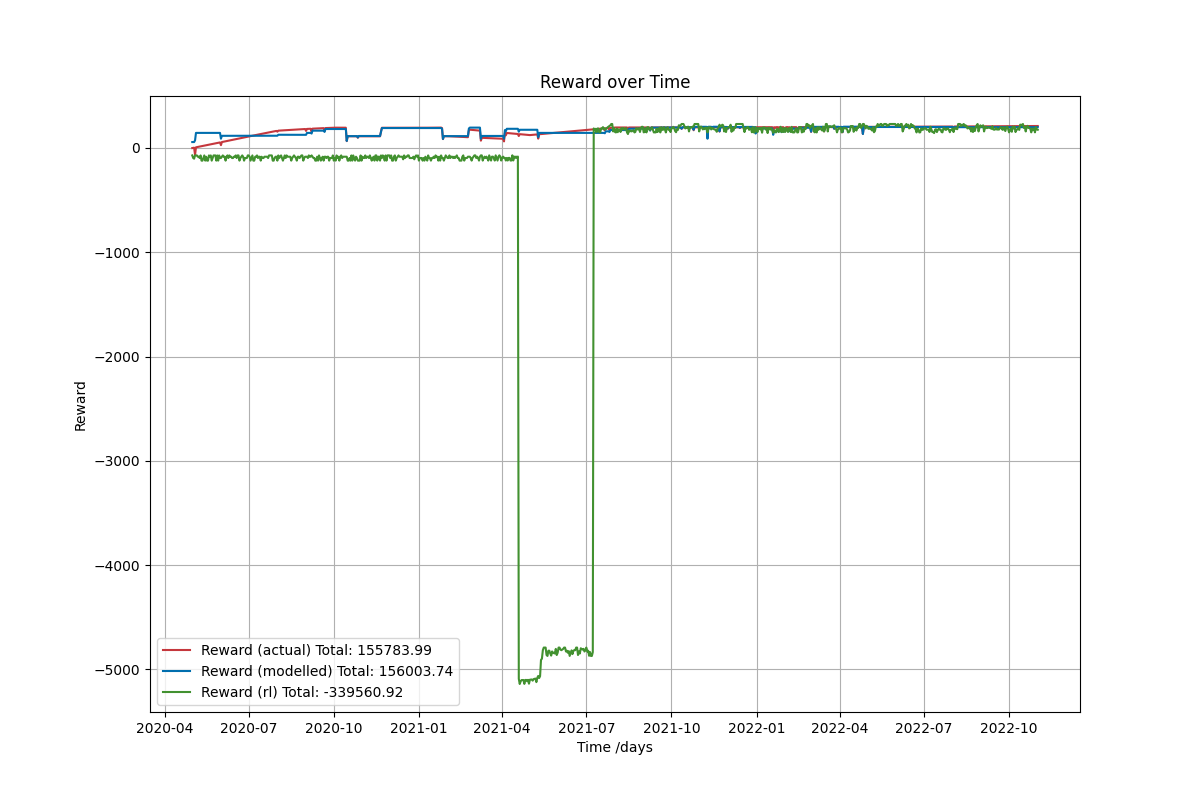 Reward over Time
Reward
0
−1000
−2000
−3000
−4000
−5000
Reward (actual) Total: 155783.99
Reward (modelled) Total: 156003.74
Reward (rl) Total: -339560.92
2020-04 2020-07 2020-10 2021-01 2021-04 2021-07 2021-10 2022-01 2022-04 2022-07 2022-10
Time /days